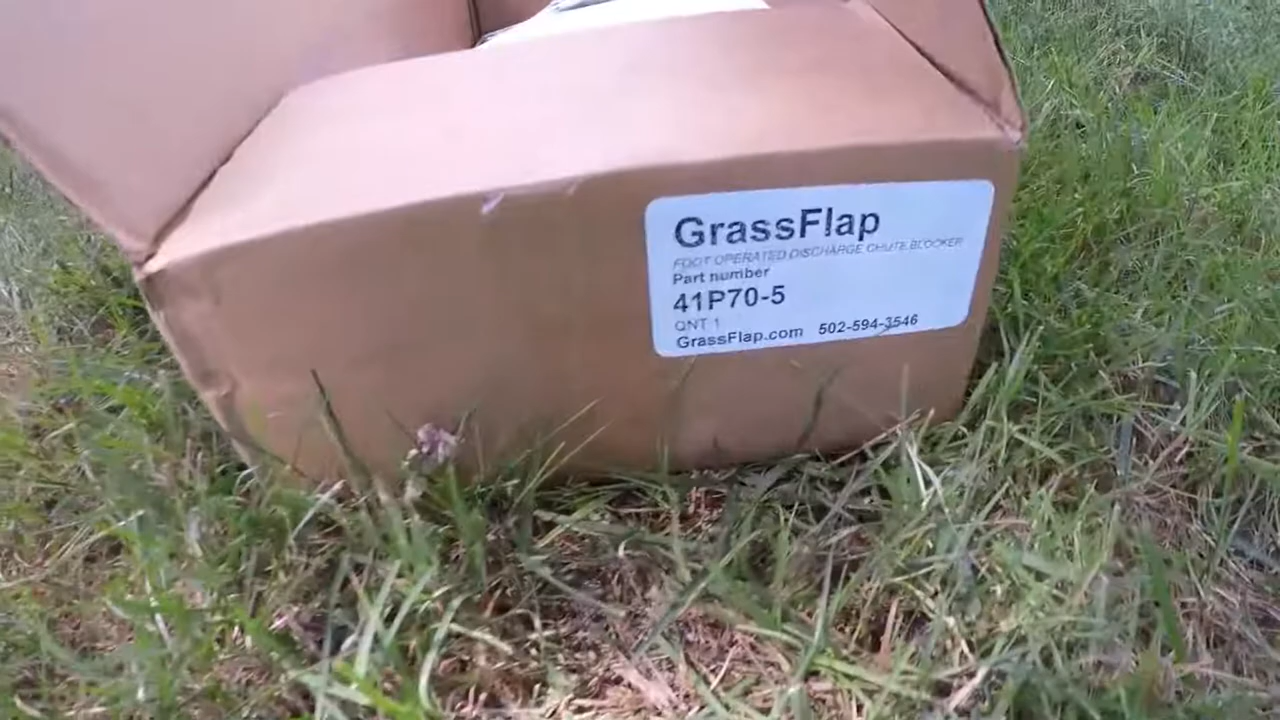 GrassFlap
FOOT OPERATED DISCHARGE CHUTE BLOCKER
Part number
41P70-5
QNT 1
GrassFlap.com 502-594-3546